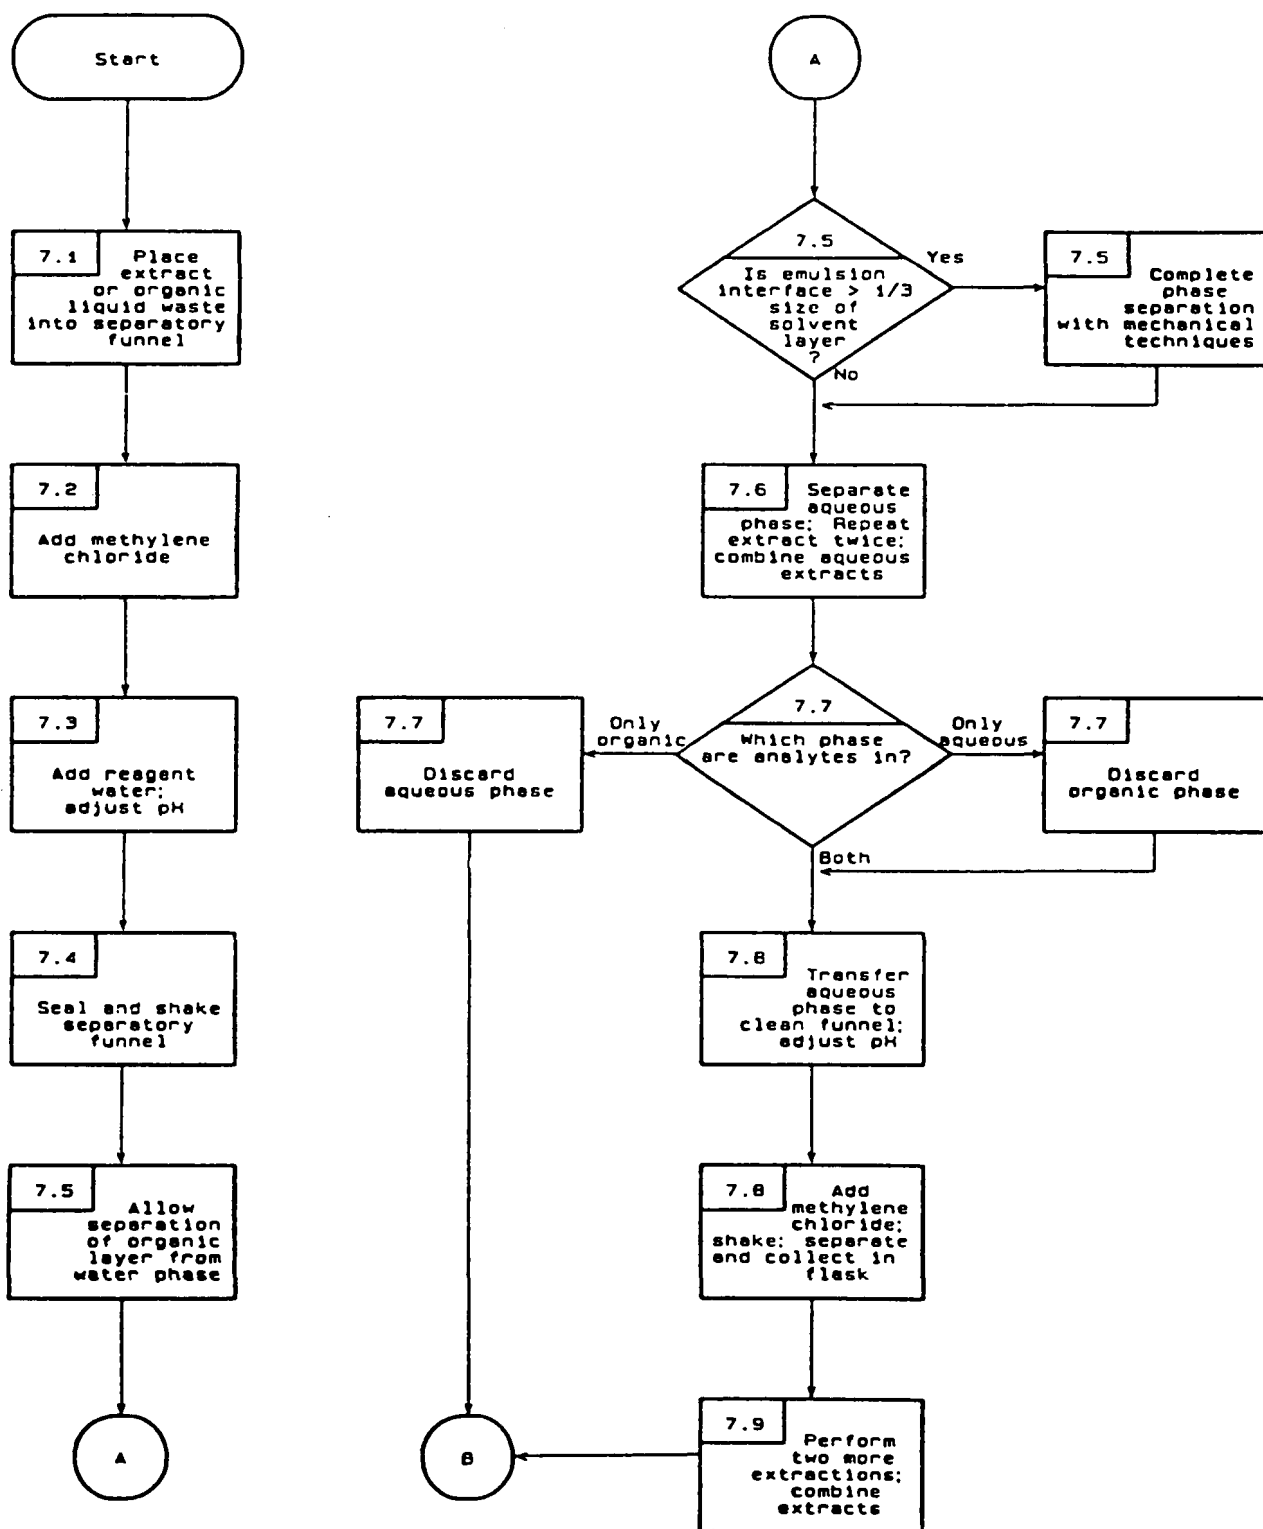 Start
7.1 Place
extract
or organic
liquid waste
into separatory
funnel
7.2
Add methylene
chloride
7.3
Add reagent
water;
adjust pH
7.4
Seal and shake
separatory
funnel
7.5
Allow
separation
of organic
layer from
water phase
A
A
7.5
Is emulsion
interface > 1/3
size of
solvent
layer
?
Yes
No
7.5
Complete
phase
separation
with mechanical
techniques
7.6 Separate
aqueous
phase; Repeat
extract twice;
combine aqueous
extracts
7.7
Which phase
are analytes in?
Only
organic
Only
aqueous
Both
7.7
Discard
aqueous phase
7.7
Discard
organic phase
7.8
Transfer
aqueous
phase to
clean funnel;
adjust pH
7.8 Add
methylene
chloride;
shake; separate
and collect in
flask
7.9
Perform
two more
extractions;
combine
extracts
B